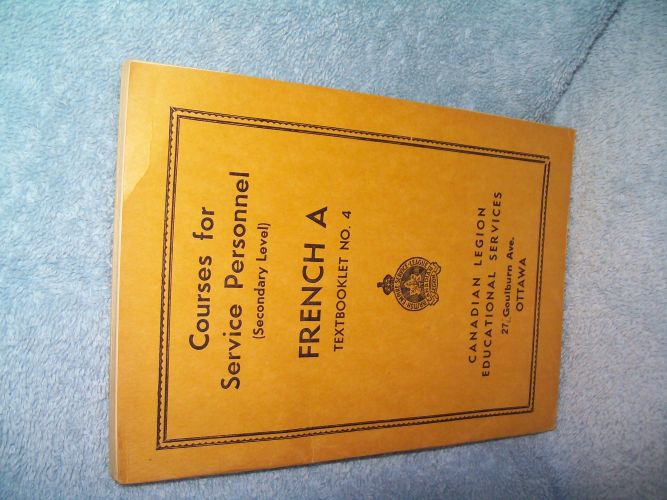 Courses for
Service Personnel
(Secondary Level)
FRENCH A
TEXTBOOKLET NO. 4
CANADIAN LEGION
EDUCATIONAL SERVICES
27, Goulburn Ave.
OTTAWA